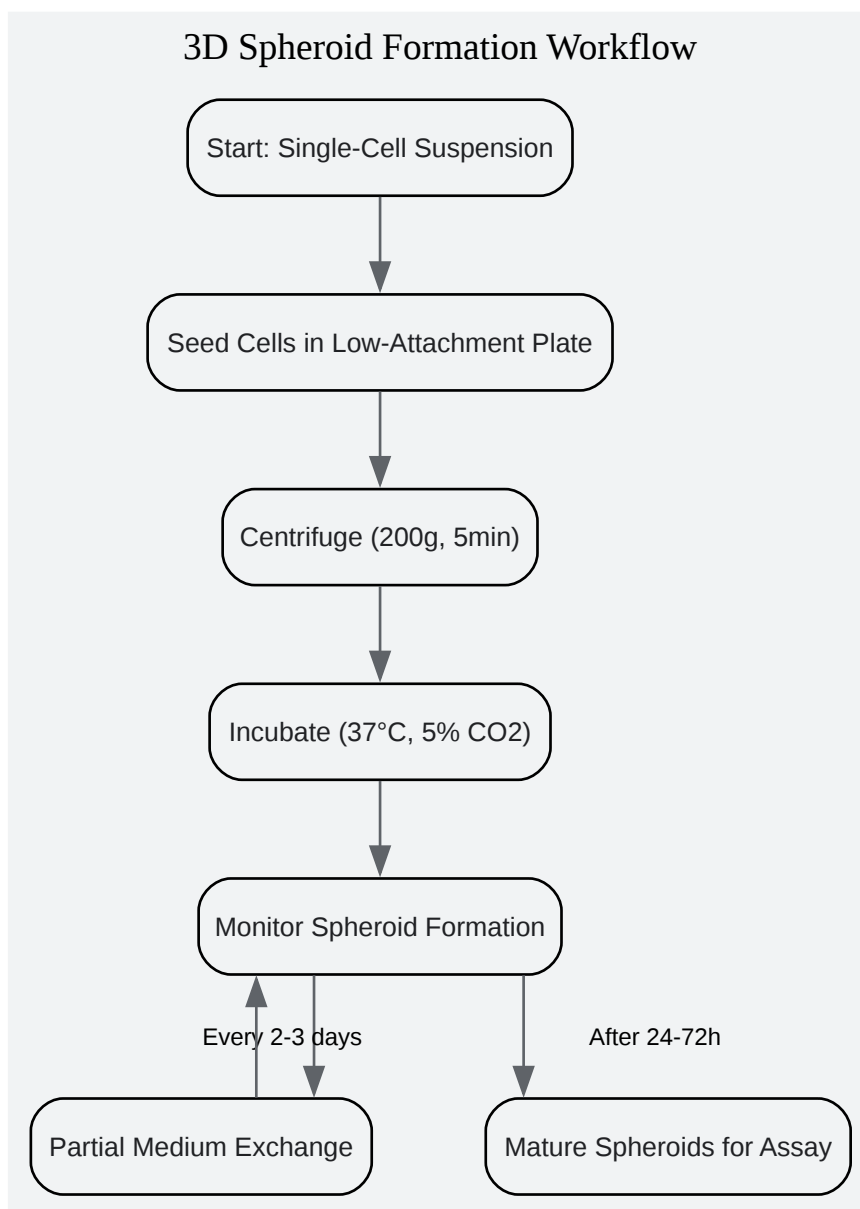 3D Spheroid Formation Workflow
Start: Single-Cell Suspension
Seed Cells in Low-Attachment Plate
Centrifuge (200g, 5min)
Incubate (37°C, 5% CO2)
Monitor Spheroid Formation
Every 2-3 days
After 24-72h
Partial Medium Exchange
Mature Spheroids for Assay